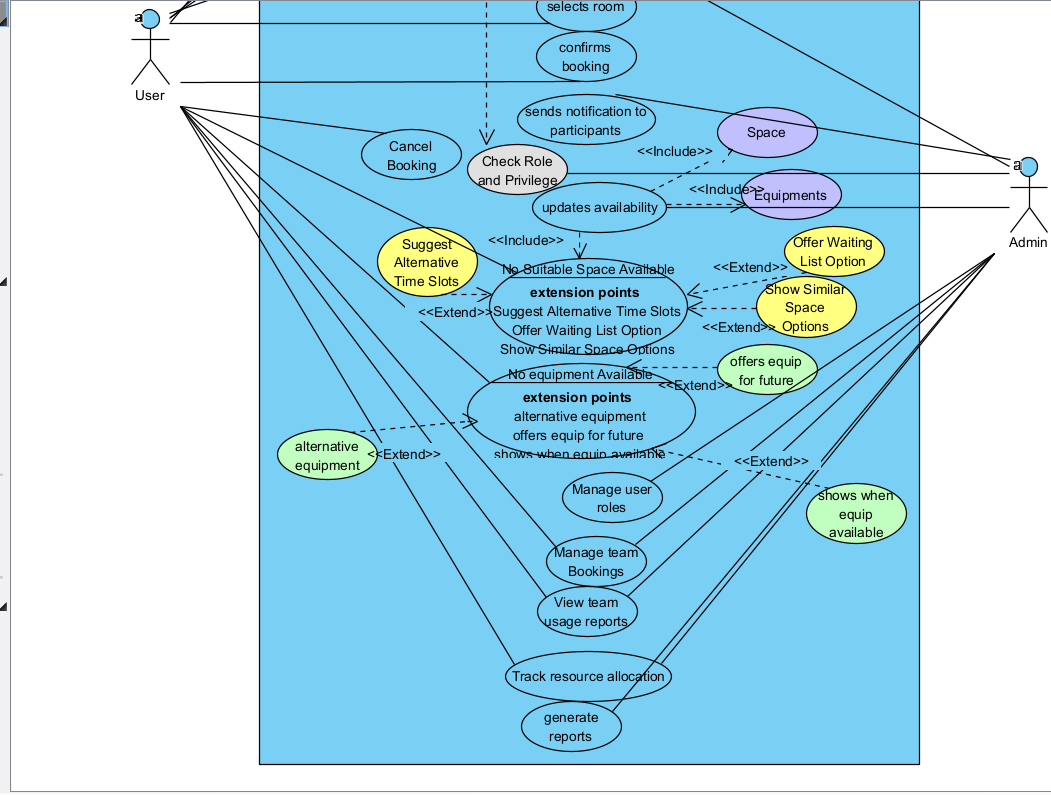 selects room
a
confirms
booking
User
sends notification to
participants
Space
<<Include>>
Cancel
Booking
Check Role
and Privilege
a
<<Include>>
Equipments
updates availability
Admin
<<Include>>
Suggest
Alternative
Time Slots
Offer Waiting
List Option
<<Extend>>
No Suitable Space Available
extension points
Suggest Alternative Time Slots
Offer Waiting List Option
Show Similar Space Options
<<Extend>>
Show Similar
Space
Options
<<Extend>>
offers equip
for future
<<Extend>>
No equipment Available
extension points
alternative equipment
offers equip for future
shows when equip available
alternative
equipment
<<Extend>>
<<Extend>>
Manage user
roles
shows when
equip
available
Manage team
Bookings
View team
usage reports
Track resource allocation
generate
reports